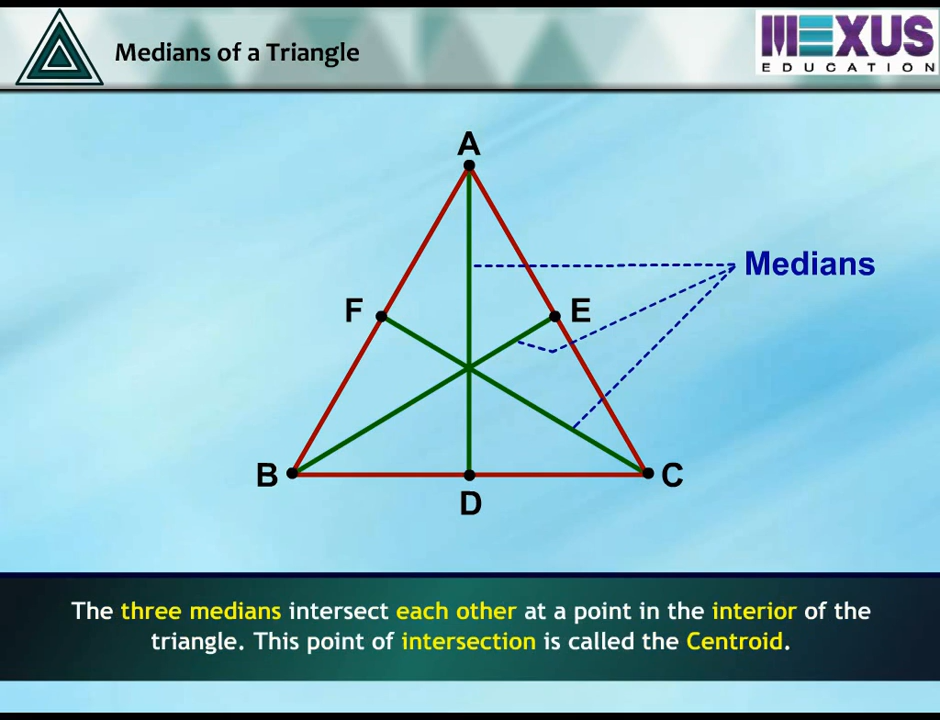 Medians of a Triangle
MEXUS
EDUCATION
A
Medians
F
E
B
C
D
The three medians intersect each other at a point in the interior of the
triangle. This point of intersection is called the Centroid.